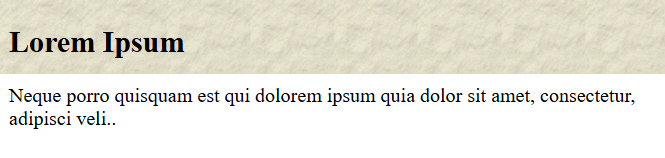 Lorem Ipsum
Neque porro quisquam est qui dolorem ipsum quia dolor sit amet, consectetur,
adipisci veli..